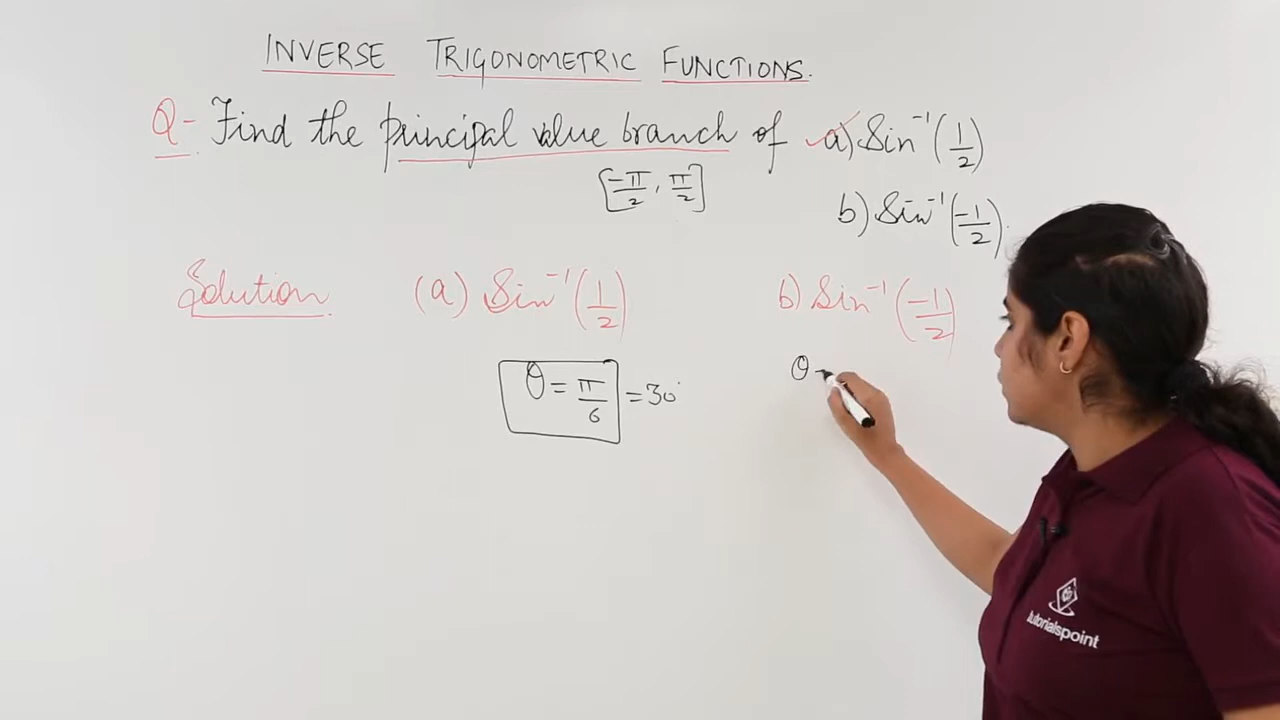 INVERSE TRIGONOMETRIC FUNCTIONS.
Q- Find the principal value branch of a) Sin⁻¹(1/2)
[-π/2, π/2]
b) Sin⁻¹(-1/2).
Solution (a) Sin⁻¹(1/2) b) Sin⁻¹(-1/2)
θ = π/6 = 30° θ -
tutorialspoint